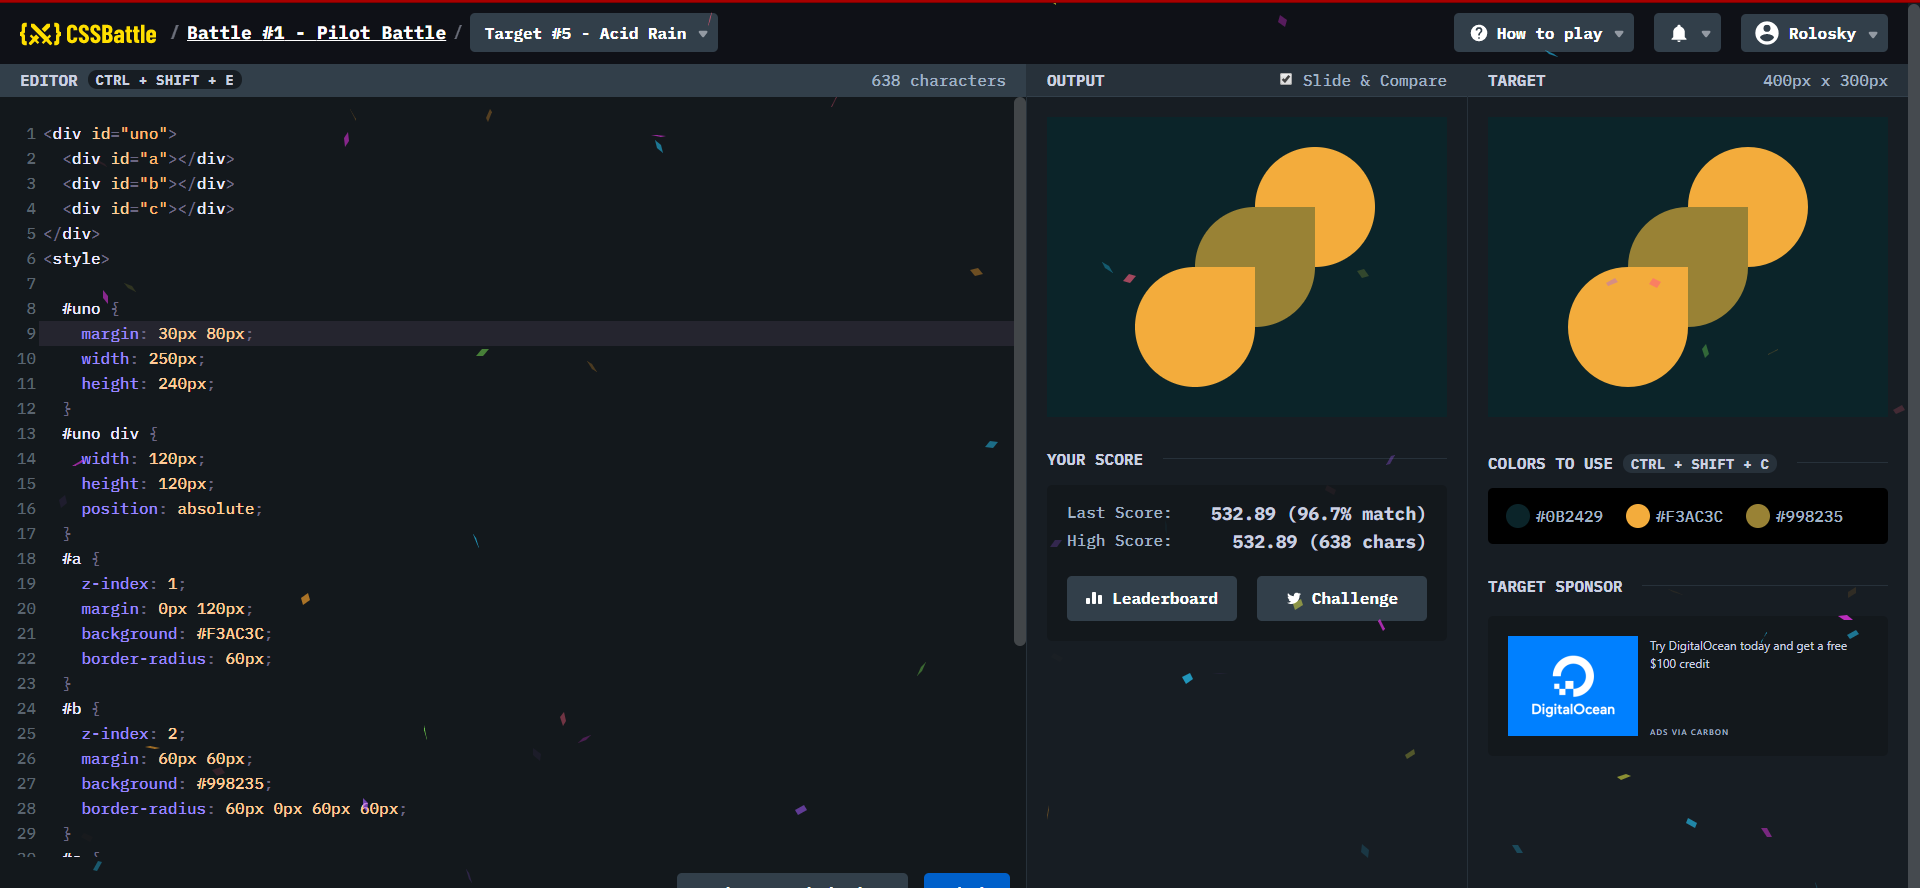 CSSBattle / Battle #1 - Pilot Battle / Target #5 - Acid Rain
How to play
Rolosky
EDITOR CTRL + SHIFT + E 638 characters
OUTPUT Slide & Compare
TARGET 400px x 300px
1 <div id="uno">
2 <div id="a"></div>
3 <div id="b"></div>
4 <div id="c"></div>
5 </div>
6 <style>
7
8 #uno {
9 margin: 30px 80px;
10 width: 250px;
11 height: 240px;
12 }
13 #uno div {
14 width: 120px;
15 height: 120px;
16 position: absolute;
17 }
18 #a {
19 z-index: 1;
20 margin: 0px 120px;
21 background: #F3AC3C;
22 border-radius: 60px;
23 }
24 #b {
25 z-index: 2;
26 margin: 60px 60px;
27 background: #998235;
28 border-radius: 60px 0px 60px 60px;
29 }
YOUR SCORE
Last Score: 532.89 (96.7% match)
High Score: 532.89 (638 chars)
Leaderboard
Challenge
COLORS TO USE CTRL + SHIFT + C
#0B2429 #F3AC3C #998235
TARGET SPONSOR
DigitalOcean
Try DigitalOcean today and get a free
$100 credit
ADS VIA CARBON